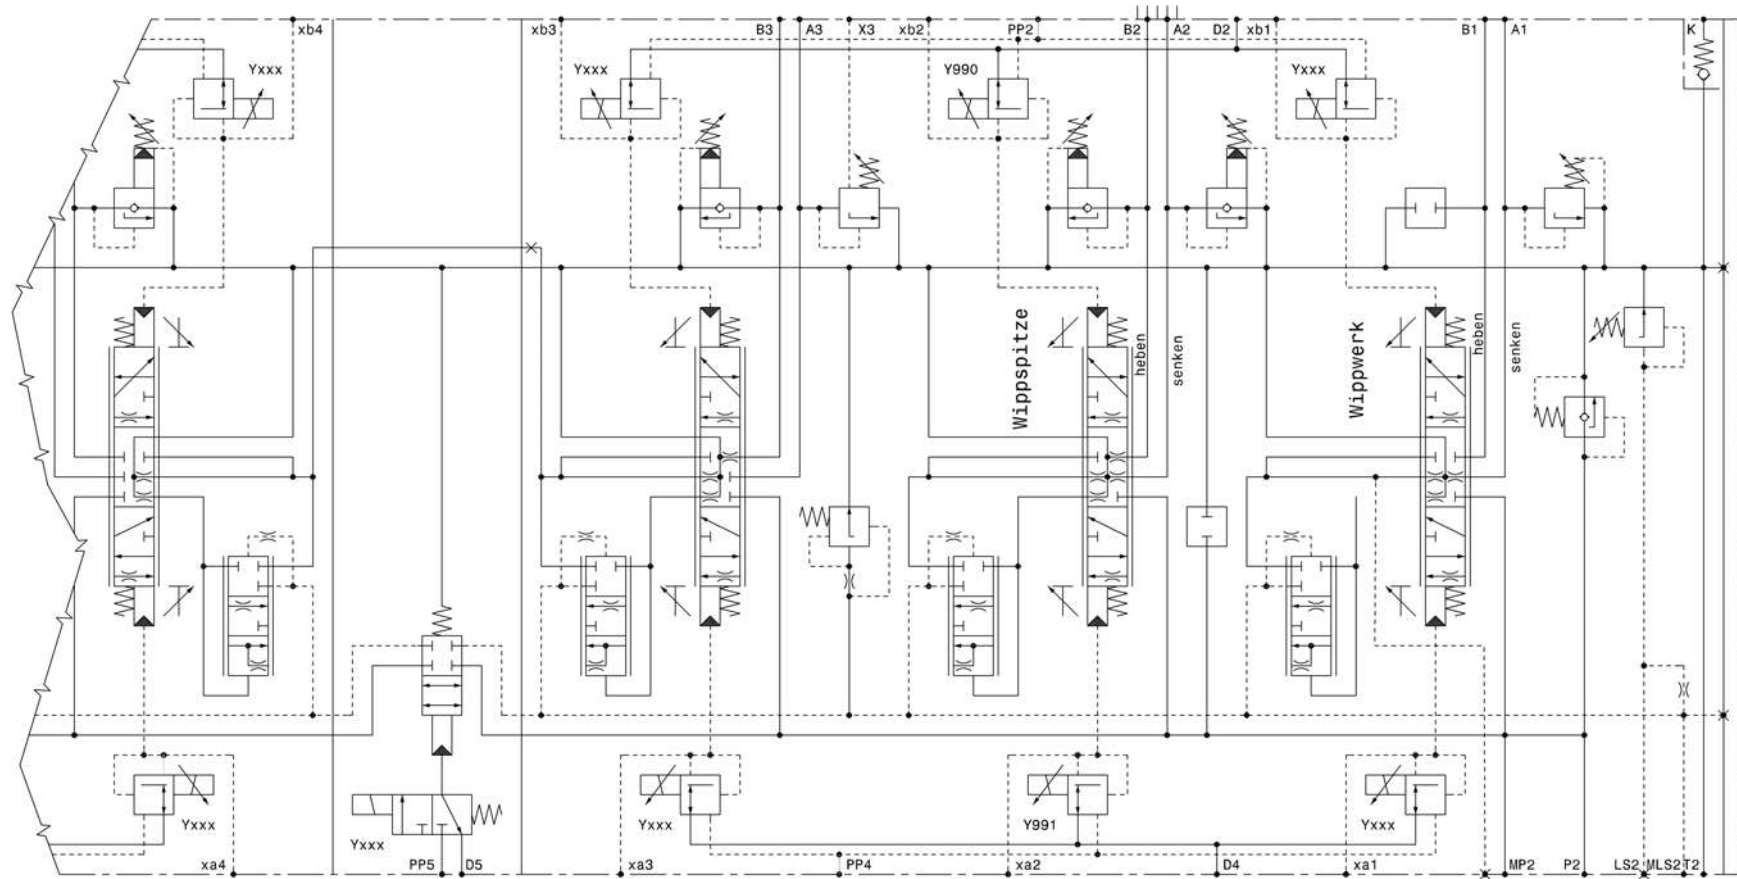 xb4
xb3
B3
A3
X3
xb2
PP2
B2
A2
D2
xb1
B1
A1
K
Yxxx
Yxxx
Y990
Yxxx
Wippspitze
heben
senken
Wippwerk
heben
senken
Yxxx
Yxxx
Yxxx
Y991
Yxxx
xa4
PP5
D5
xa3
PP4
xa2
D4
xa1
MP2
P2
LS2
MLS2
T2